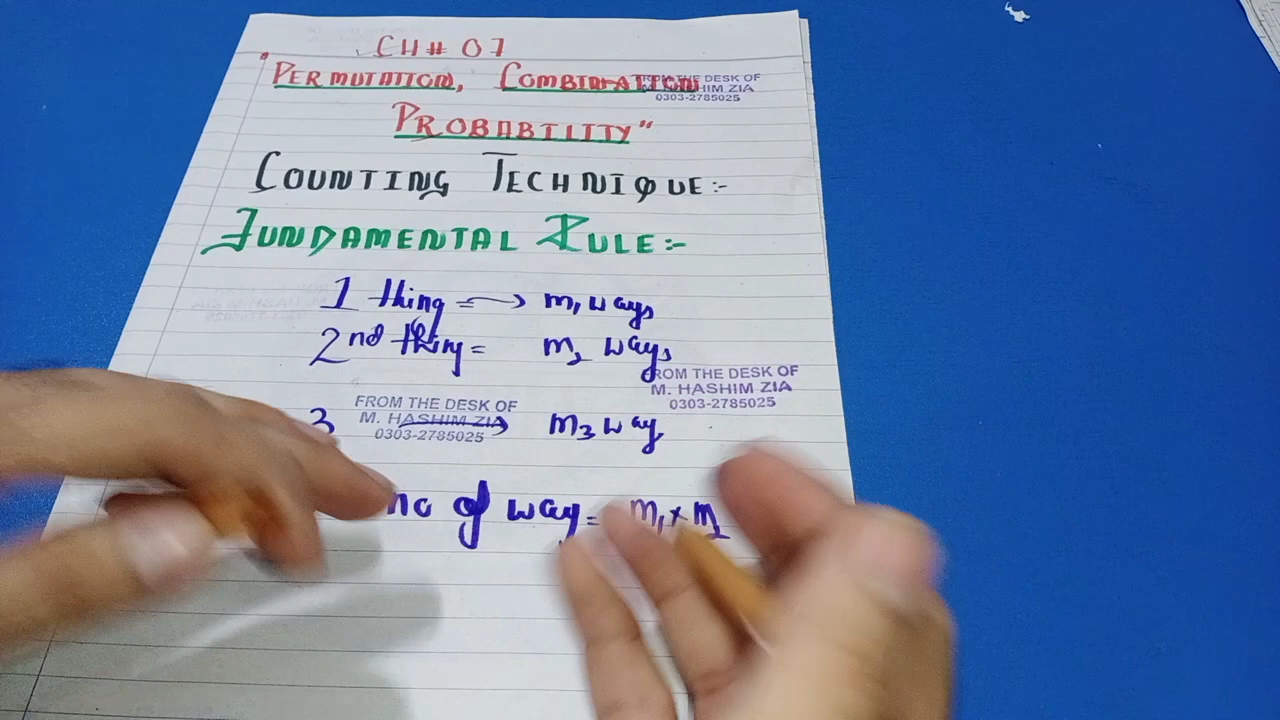 CH # 07
"PERMUTATION, COMBINATION
FROM THE DESK OF
M. HASHIM ZIA
0303-2785025
PROBABILITY"
COUNTING TECHNIQUE:-
FUNDAMENTAL RULE:-
1 thing = → m₁ ways
2nd thing = m₂ ways
FROM THE DESK OF
M. HASHIM ZIA
0303-2785025
3 → m₃ way
FROM THE DESK OF
M. HASHIM ZIA
0303-2785025
no of way = m₁ × m₂